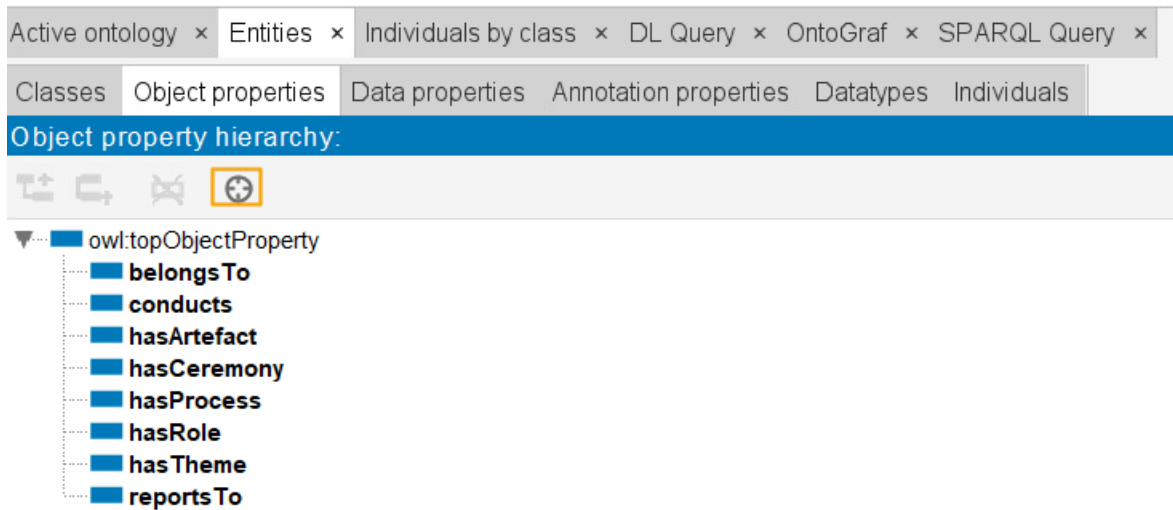 Active ontology × Entities × Individuals by class × DL Query × OntoGraf × SPARQL Query ×
Classes Object properties Data properties Annotation properties Datatypes Individuals
Object property hierarchy:
owl:topObjectProperty
belongsTo
conducts
hasArtefact
hasCeremony
hasProcess
hasRole
hasTheme
reportsTo